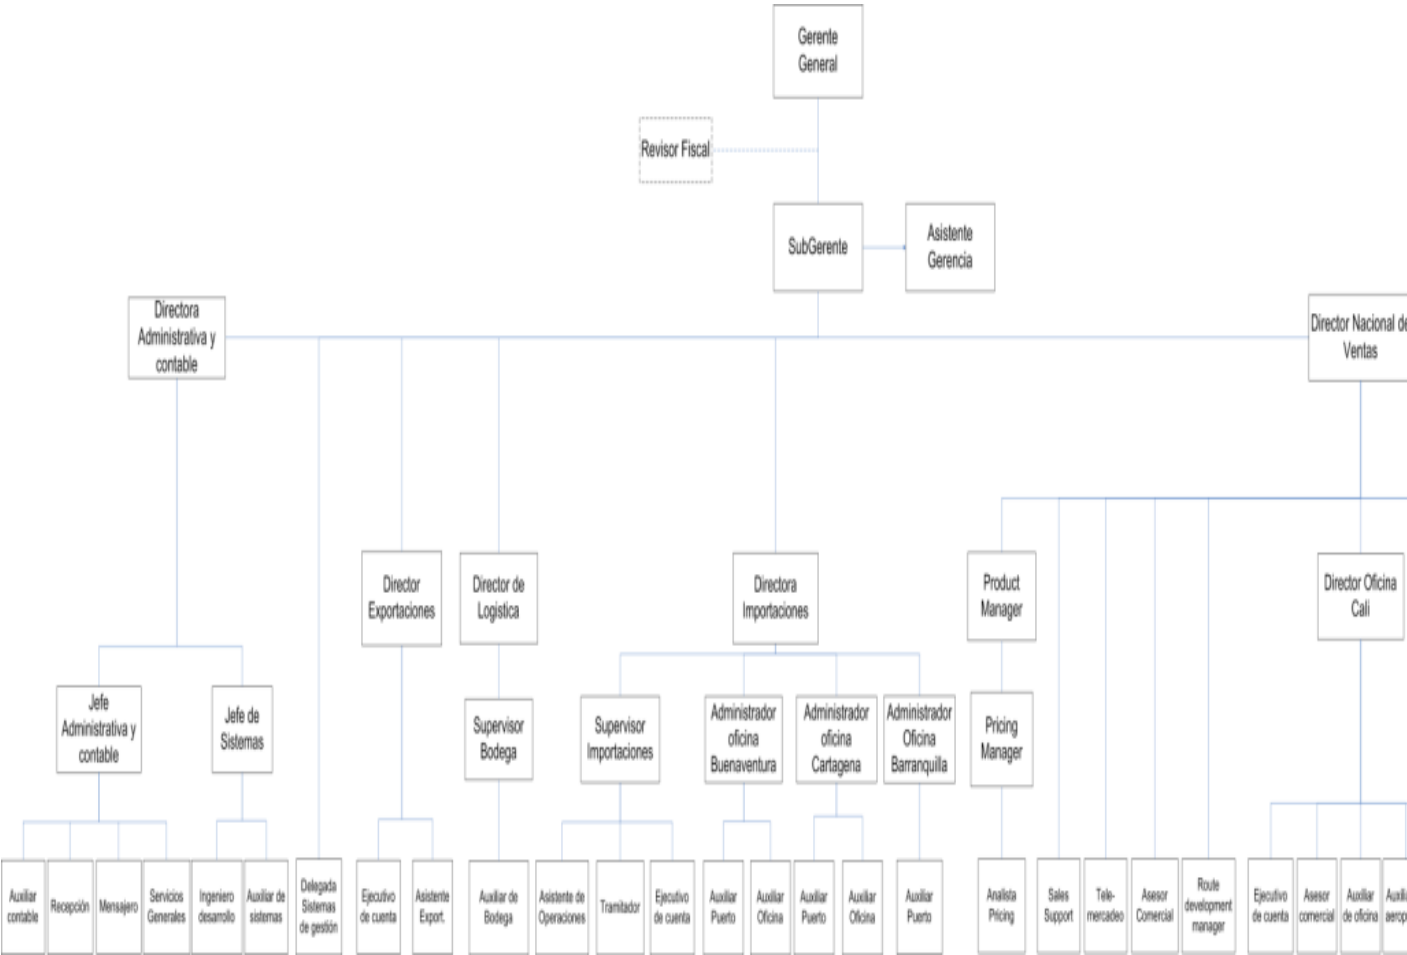 Gerente
General
Revisor Fiscal
SubGerente
Asistente
Gerencia
Directora
Administrativa y
contable
Director Nacional de
Ventas
Director
Exportaciones
Director de
Logistica
Directora
Importaciones
Product
Manager
Director Oficina
Cali
Jefe
Administrativa y
contable
Jefe de
Sistemas
Supervisor
Bodega
Supervisor
Importaciones
Administrador
oficina
Buenaventura
Administrador
oficina
Cartagena
Administrador
Oficina
Barranquilla
Pricing
Manager
Auxiliar
contable
Recepción
Mensajero
Servicios
Generales
Ingeniero
desarrollo
Auxiliar de
sistemas
Delegada
Sistemas
de gestión
Ejecutivo
de cuenta
Asistente
Export.
Auxiliar de
Bodega
Asistente de
Operaciones
Tramitador
Ejecutivo
de cuenta
Auxiliar
Puerto
Auxiliar
Oficina
Auxiliar
Puerto
Auxiliar
Oficina
Auxiliar
Puerto
Analista
Pricing
Sales
Support
Tele-
mercadeo
Asesor
Comercial
Route
development
manager
Ejecutivo
de cuenta
Asesor
comercial
Auxiliar
de oficina